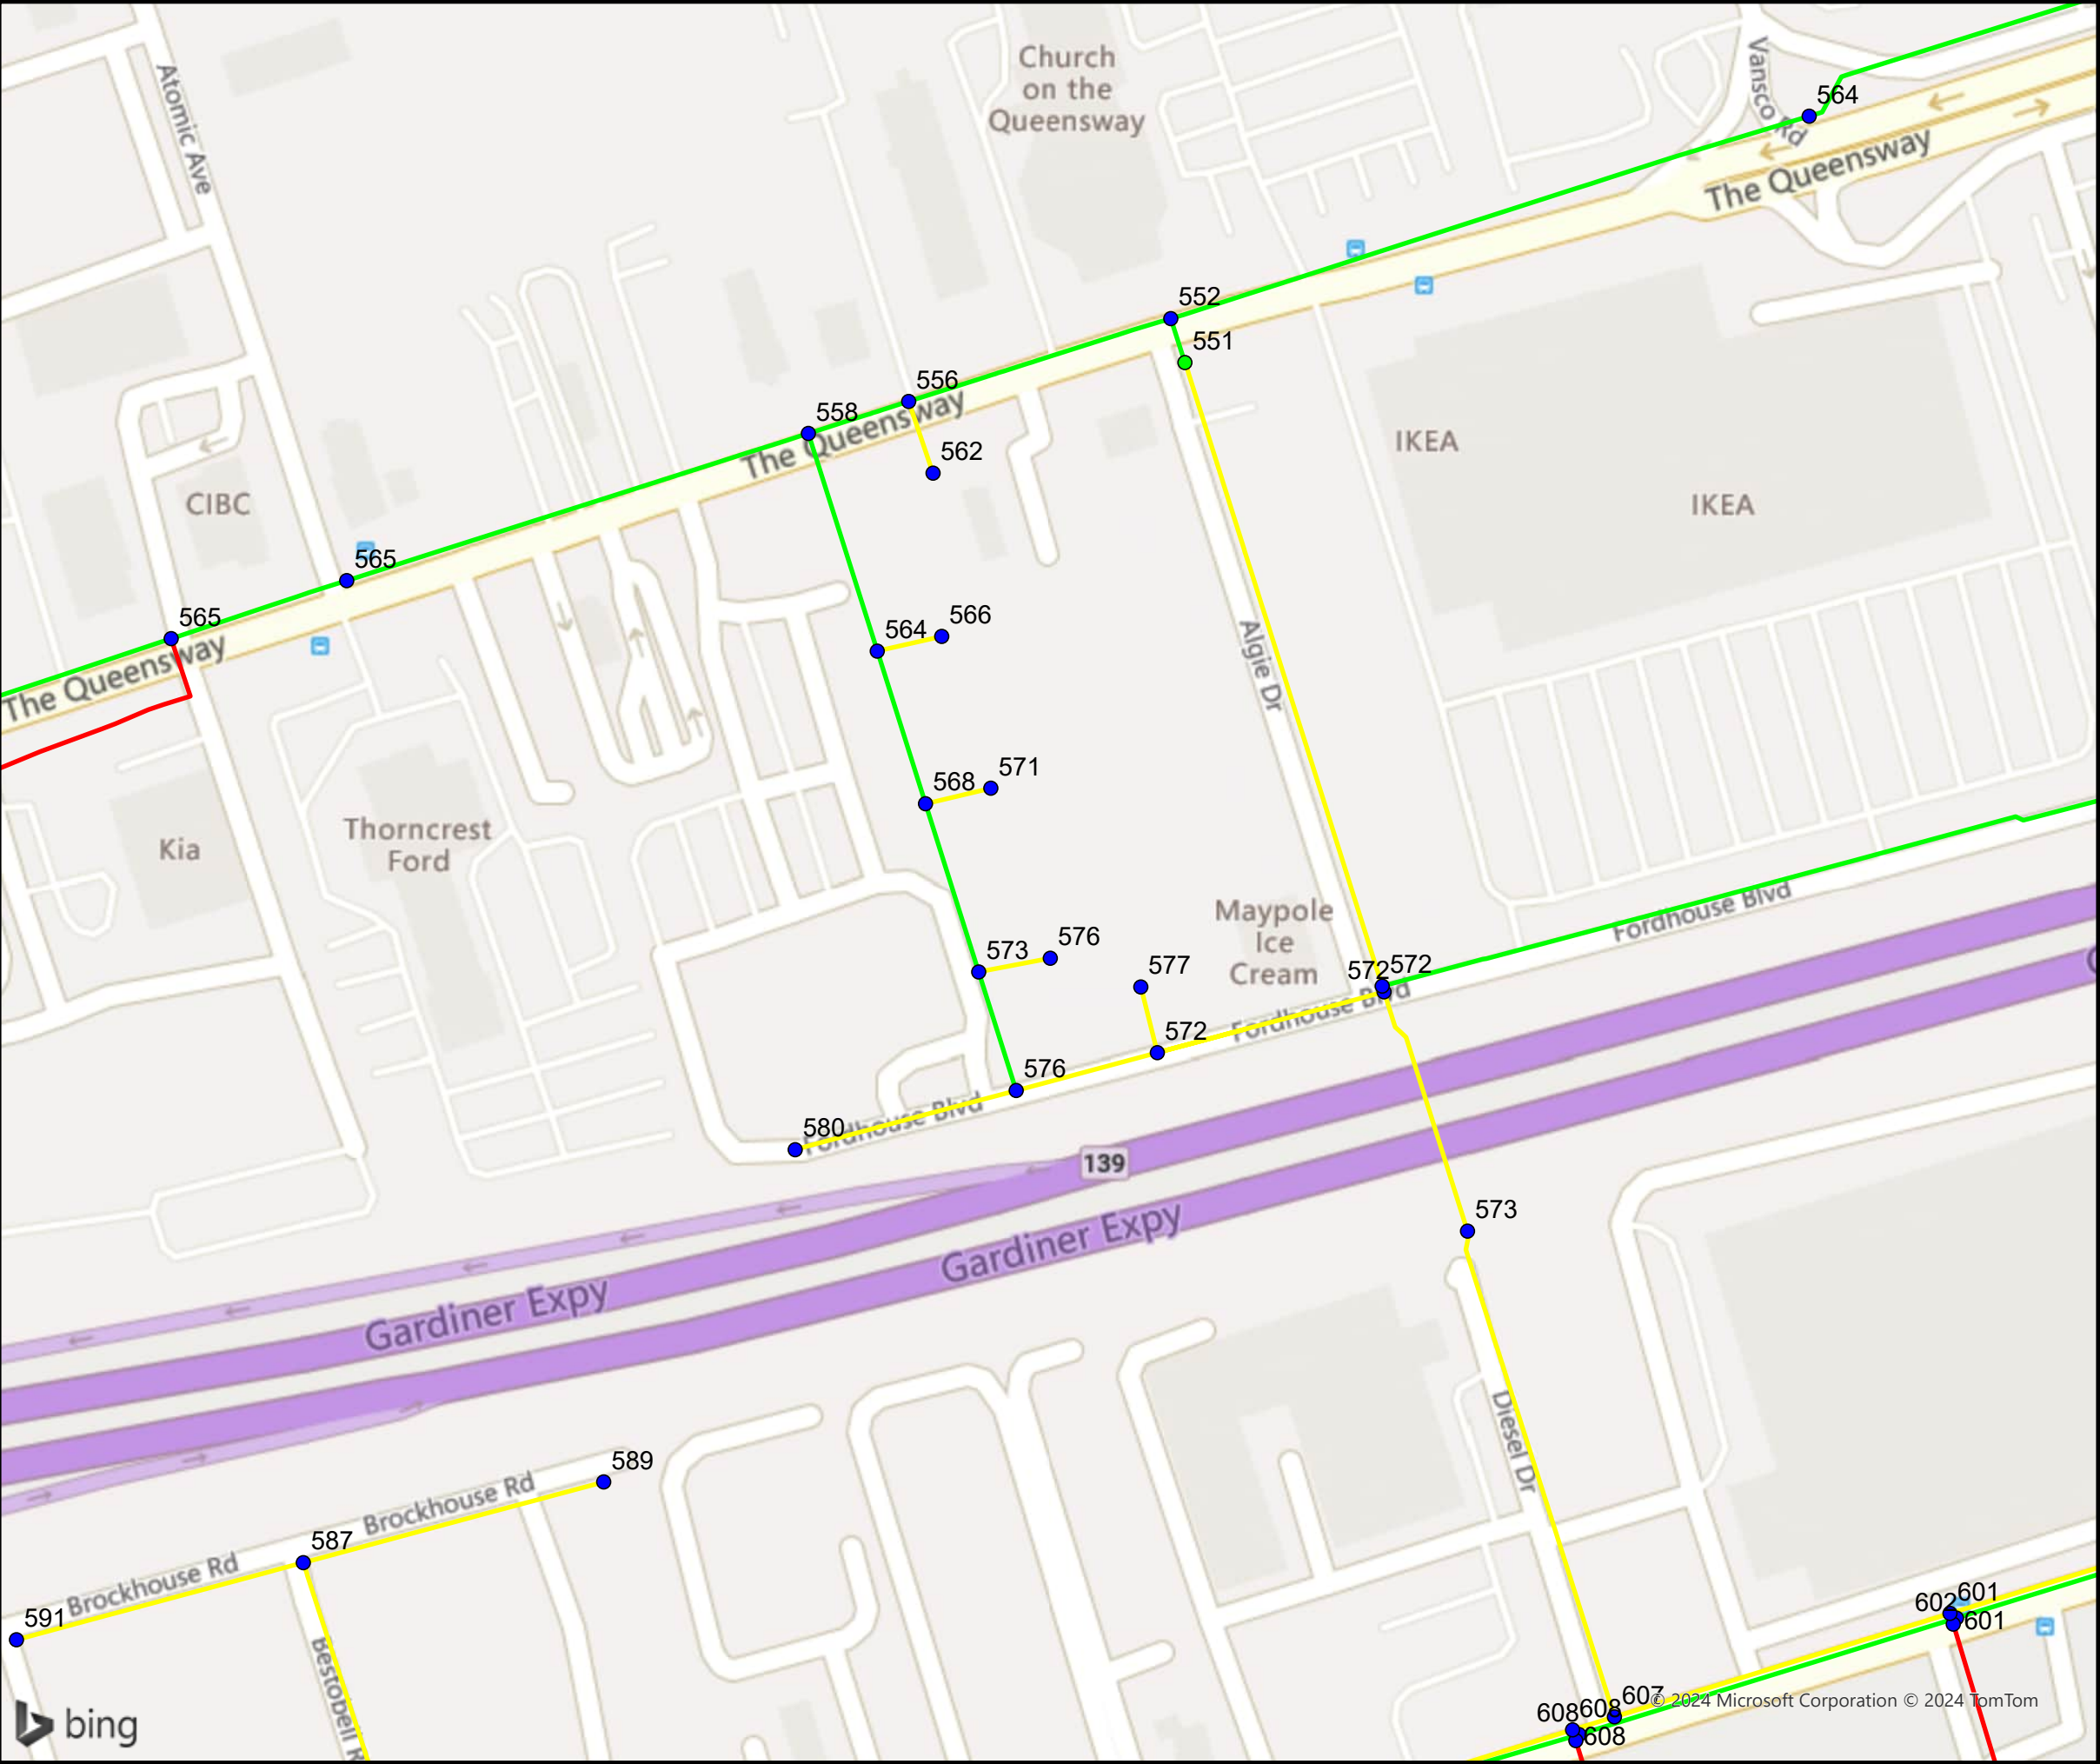 Church
on the
Queensway
Atomic Ave
Vansco Rd
564
The Queensway
552
551
556
558
The Queensway
562
IKEA
IKEA
CIBC
565
565
The Queensway
566
564
Algie Dr
571
568
Thorncrest
Ford
Kia
Maypole
Ice
Cream
Fordhouse Blvd
576
573
577
572
572
Fordhouse Blvd
572
576
580
Fordhouse Blvd
139
573
Gardiner Expy
Gardiner Expy
Diesel Dr
589
Brockhouse Rd
587
Brockhouse Rd
591
Bestobell R
602
601
601
607
608
608
608
© 2024 Microsoft Corporation © 2024 TomTom
bing